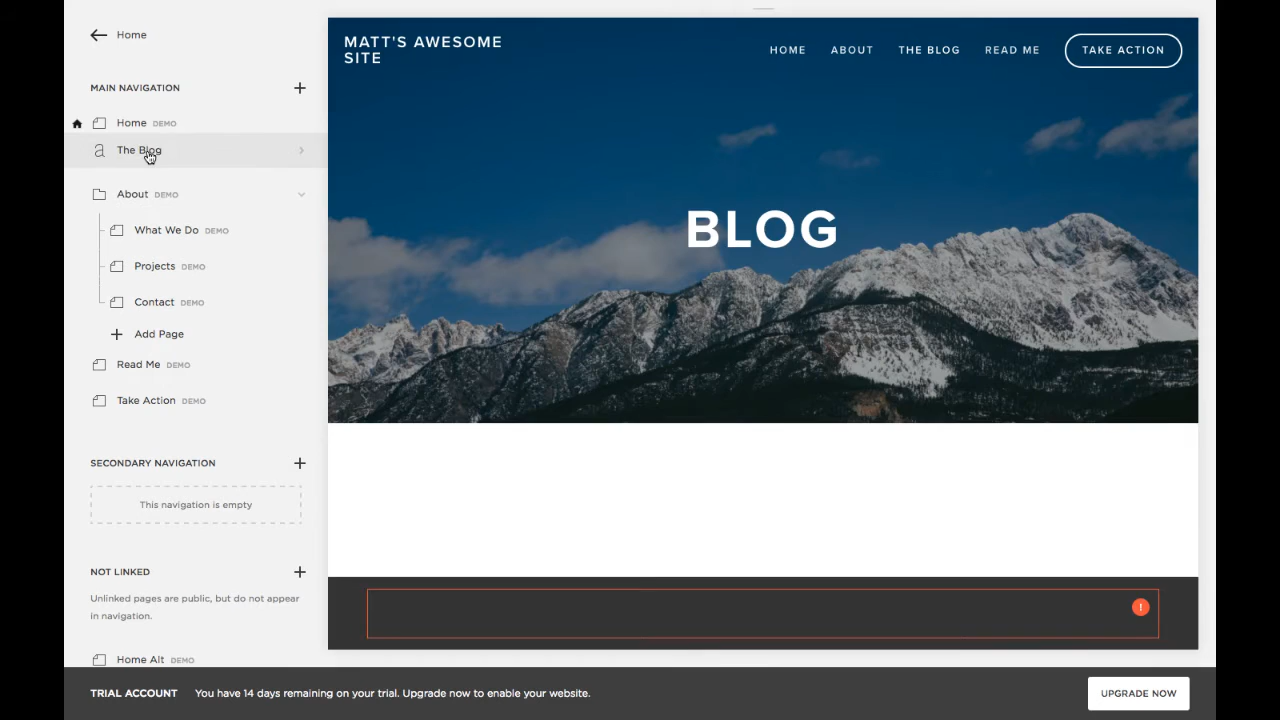 Home
MAIN NAVIGATION
Home DEMO
The Blog
About DEMO
What We Do DEMO
Projects DEMO
Contact DEMO
Add Page
Read Me DEMO
Take Action DEMO
SECONDARY NAVIGATION
This navigation is empty
NOT LINKED
Unlinked pages are public, but do not appear
in navigation.
Home Alt DEMO
MATT'S AWESOME
SITE
HOME ABOUT THE BLOG READ ME TAKE ACTION
BLOG
!
TRIAL ACCOUNT You have 14 days remaining on your trial. Upgrade now to enable your website. UPGRADE NOW